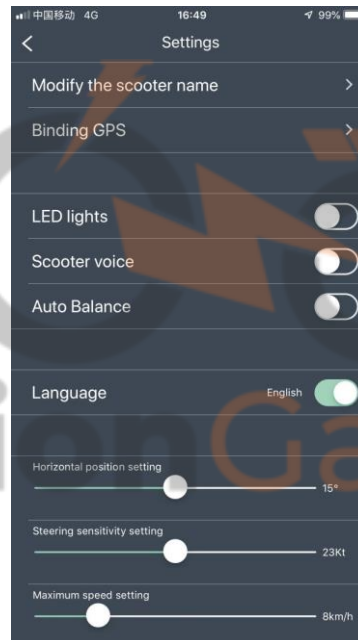 中国移动 4G 16:49 99%
Settings
Modify the scooter name
Binding GPS
LED lights
Scooter voice
Auto Balance
Language English
Horizontal position setting
15°
Steering sensitivity setting
23Kt
Maximum speed setting
8km/h